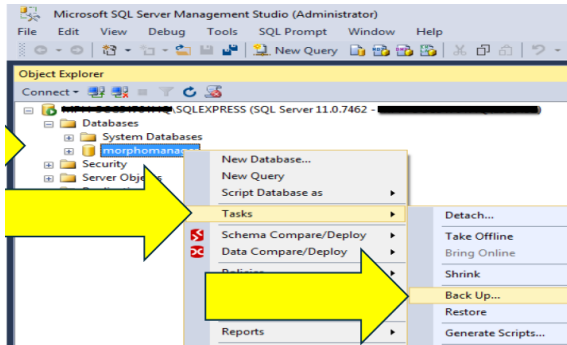 Microsoft SQL Server Management Studio (Administrator)
File Edit View Debug Tools SQL Prompt Window Help
New Query
Object Explorer
Connect
\SQLEXPRESS (SQL Server 11.0.7462 -
Databases
System Databases
morphomanager
Security
Server Objects
New Database...
New Query
Script Database as
Tasks
Schema Compare/Deploy
Data Compare/Deploy
Policies
Reports
Detach...
Take Offline
Bring Online
Shrink
Back Up...
Restore
Generate Scripts...